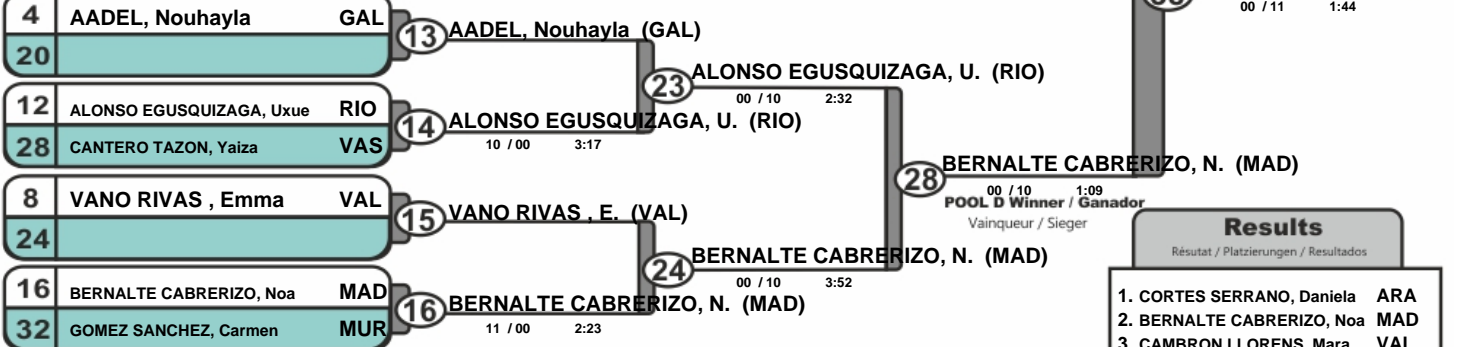 4 AADEL, Nouhayla GAL
20
12 ALONSO EGUSQUIZAGA, Uxue RIO
28 CANTERO TAZON, Yaiza VAS
8 VANO RIVAS , Emma VAL
24
16 BERNALTE CABRERIZO, Noa MAD
32 GOMEZ SANCHEZ, Carmen MUR
13 AADEL, Nouhayla (GAL)
14 ALONSO EGUSQUIZAGA, U. (RIO)
10 / 00 3:17
15 VANO RIVAS , E. (VAL)
16 BERNALTE CABRERIZO, N. (MAD)
11 / 00 2:23
23 ALONSO EGUSQUIZAGA, U. (RIO)
00 / 10 2:32
24 BERNALTE CABRERIZO, N. (MAD)
00 / 10 3:52
28 BERNALTE CABRERIZO, N. (MAD)
00 / 10 1:09
POOL D Winner / Ganador
Vainqueur / Sieger
00 / 11 1:44
Results
Résutat / Platzierungen / Resultados
1. CORTES SERRANO, Daniela ARA
2. BERNALTE CABRERIZO, Noa MAD
3. CAMBRON LLORENS, Mara VAL